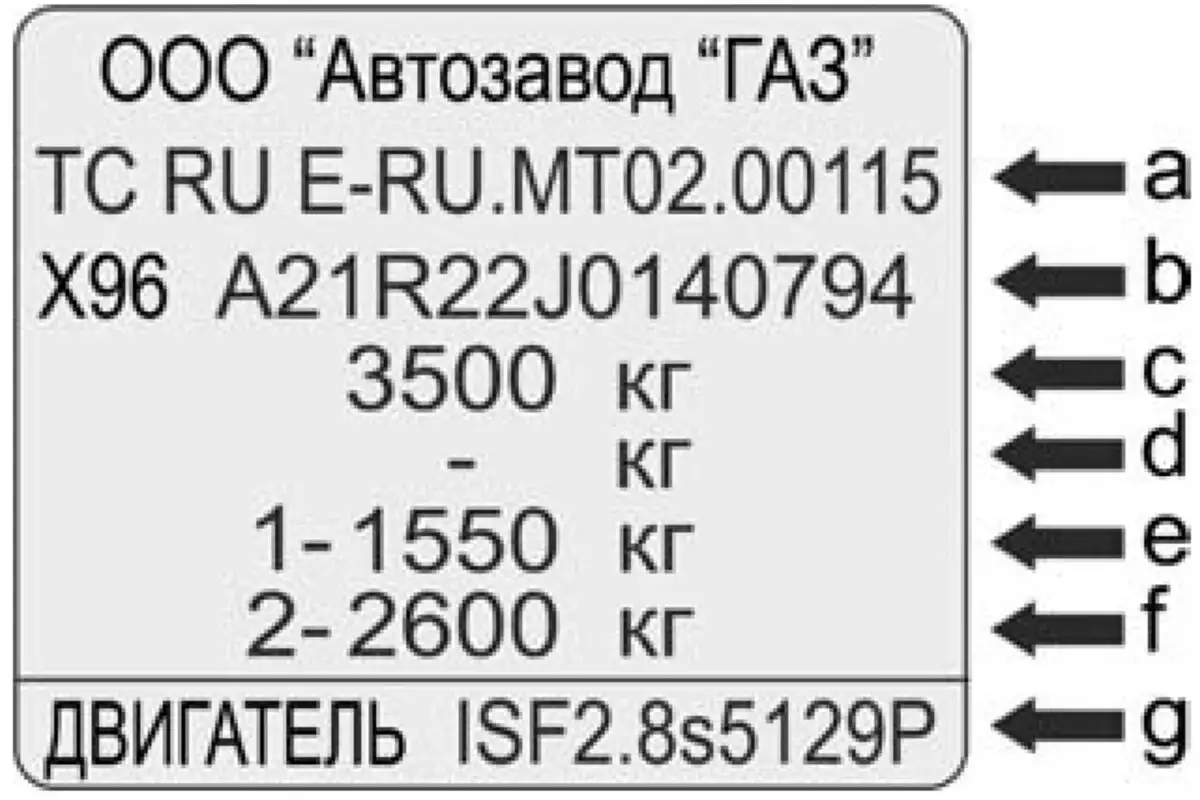 ООО “Автозавод “ГАЗ”
TC RU E-RU.MT02.00115 a
X96 A21R22J0140794 b
3500 кг c
- кг d
1- 1550 кг e
2- 2600 кг f
ДВИГАТЕЛЬ ISF2.8s5129P g